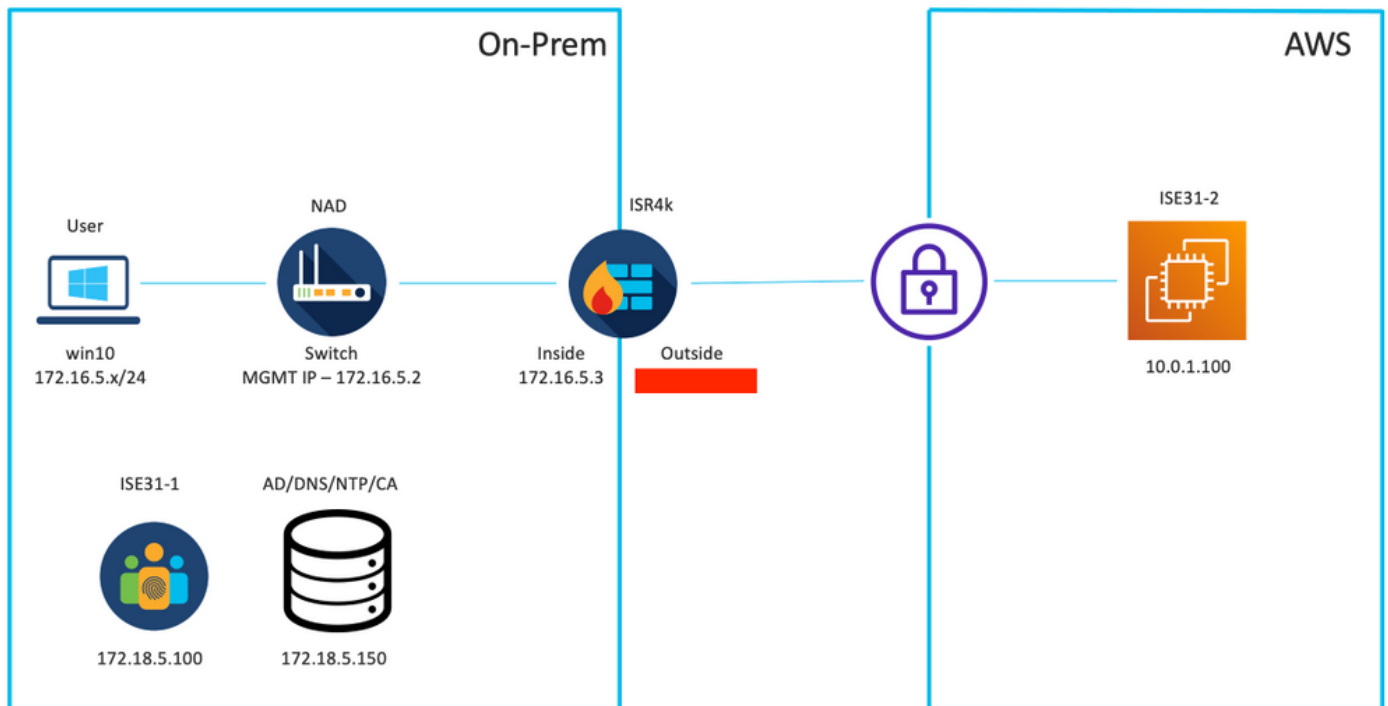 On-Prem
AWS
User
NAD
ISR4k
ISE31-2
win10
172.16.5.x/24
Switch
MGMT IP – 172.16.5.2
Inside
172.16.5.3
Outside
10.0.1.100
ISE31-1
AD/DNS/NTP/CA
172.18.5.100
172.18.5.150